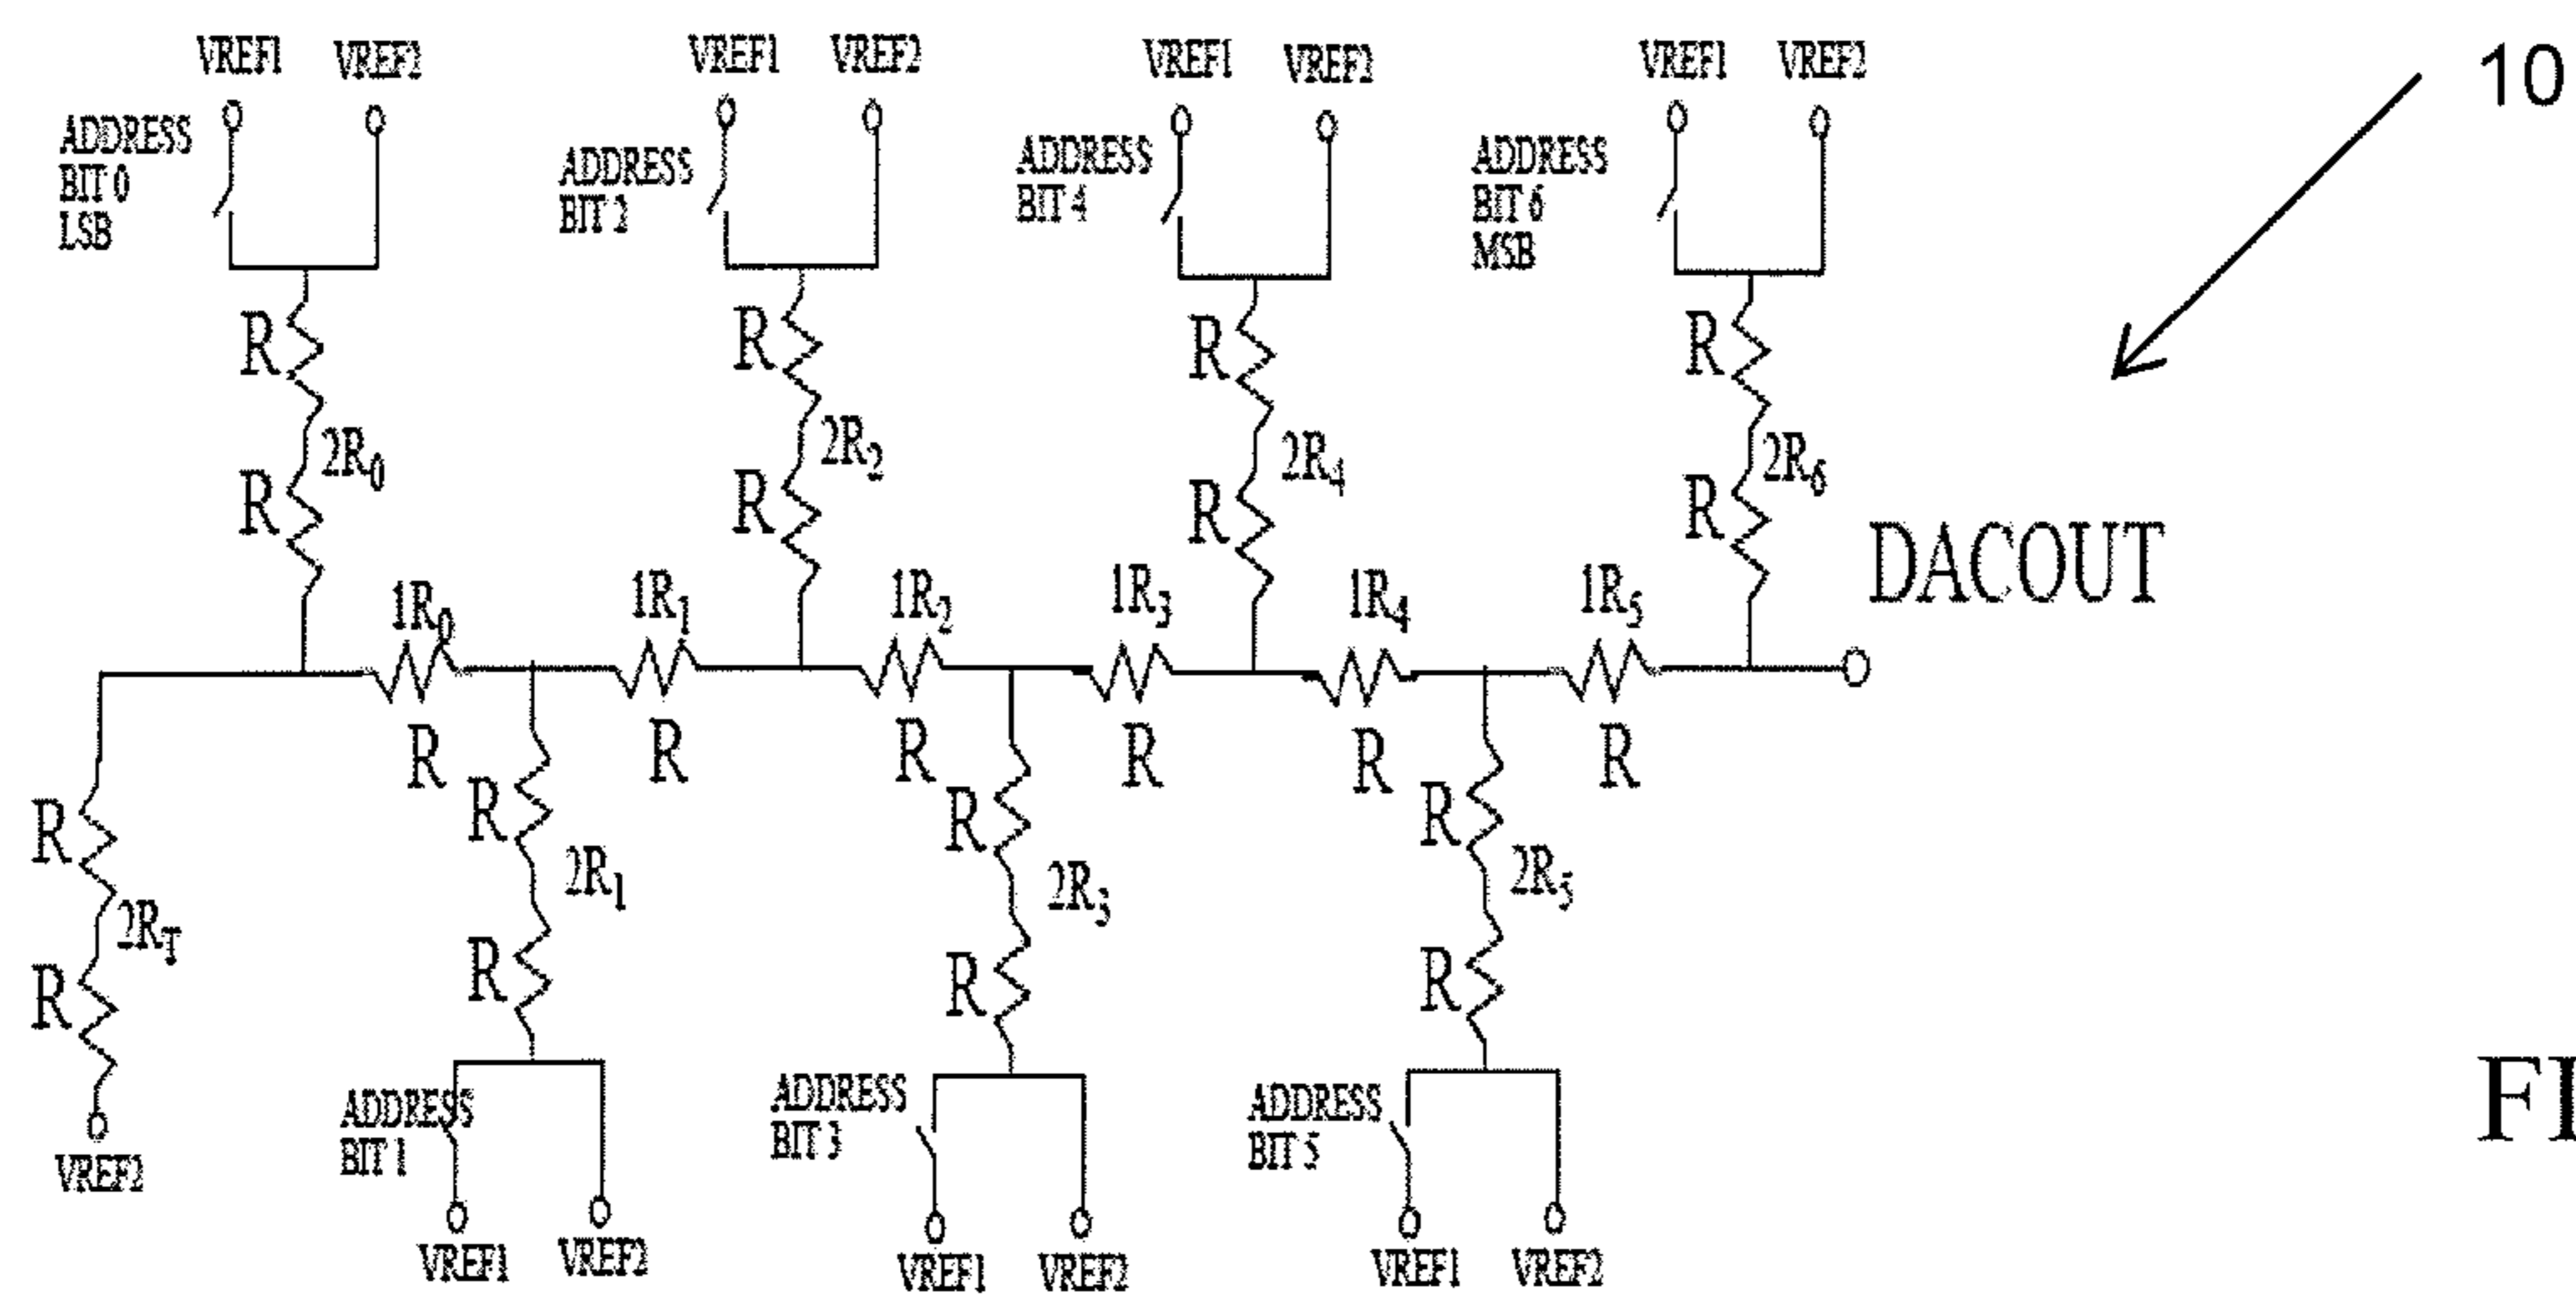 VREF1 VREF2 VREF1 VREF2 VREF1 VREF2 VREF1 VREF2
10
ADDRESS
BIT 0
LSB
ADDRESS
BIT 2
ADDRESS
BIT 4
ADDRESS
BIT 6
MSB
R R R R
2R0 2R2 2R4 2R6
R R R R
DACOUT
1R0 1R1 1R2 1R3 1R4 1R5
R R R R R R
R R R R
2RT 2R1 2R3 2R5
R R R R
FI
ADDRESS
BIT 1
ADDRESS
BIT 3
ADDRESS
BIT 5
VREF2
VREF1 VREF2 VREF1 VREF2 VREF1 VREF2